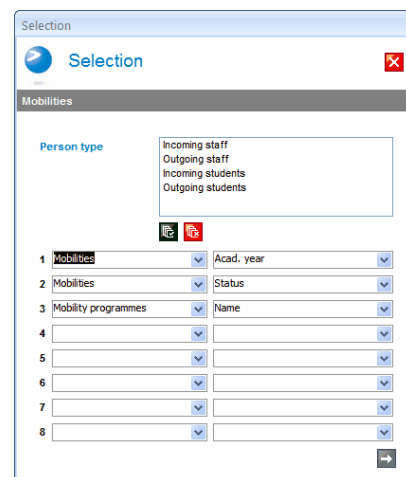 Selection
Selection
Mobilities
Person type
Incoming staff
Outgoing staff
Incoming students
Outgoing students
1 Mobilities Acad. year
2 Mobilities Status
3 Mobility programmes Name
4
5
6
7
8